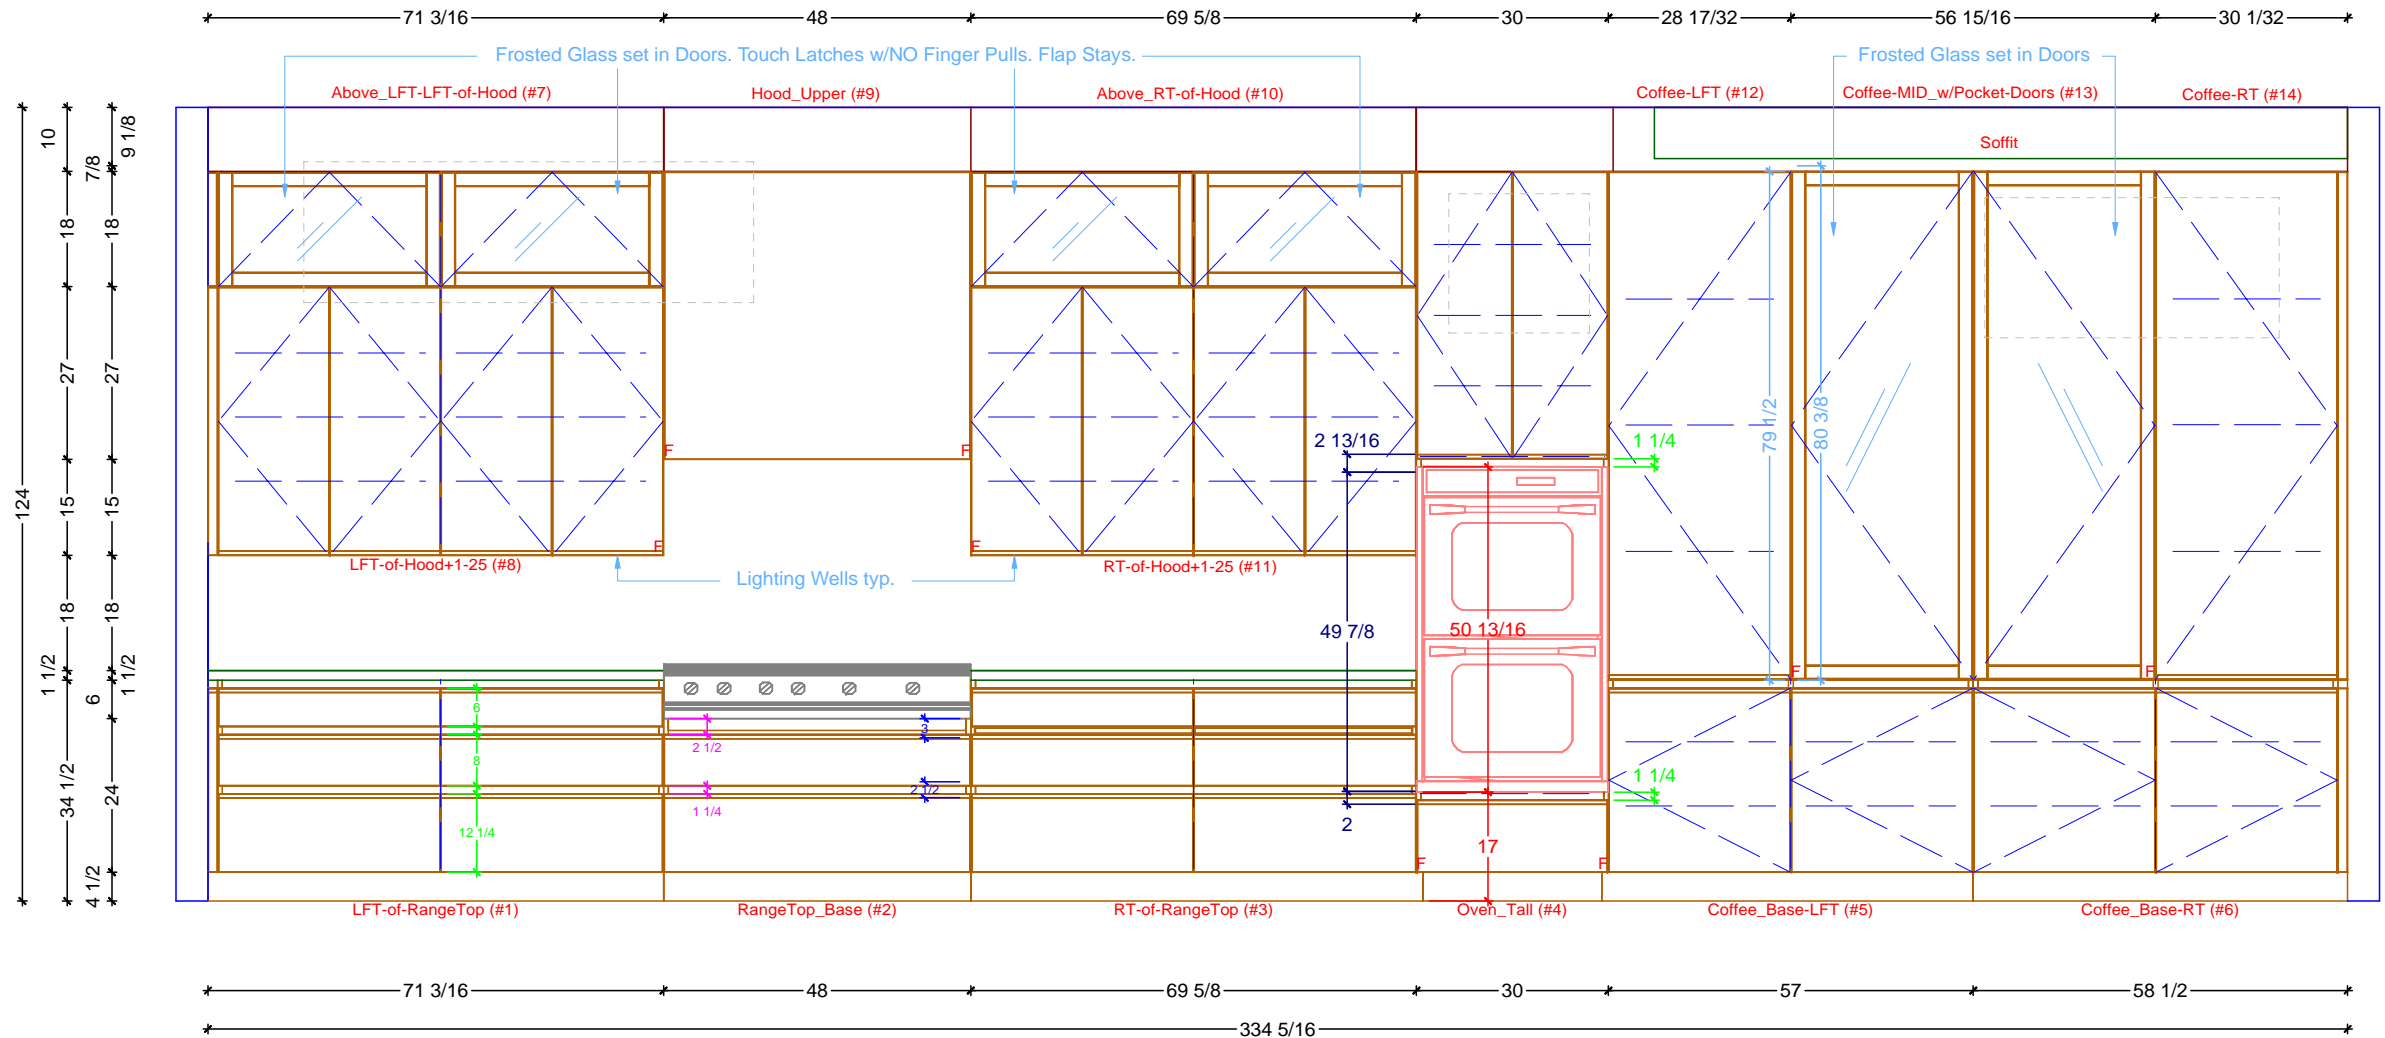 71 3/16
48
69 5/8
30
28 17/32
56 15/16
30 1/32
Frosted Glass set in Doors. Touch Latches w/NO Finger Pulls. Flap Stays.
Frosted Glass set in Doors
Above_LFT-LFT-of-Hood (#7)
Hood_Upper (#9)
Above_RT-of-Hood (#10)
Coffee-LFT (#12)
Coffee-MID_w/Pocket-Doors (#13)
Coffee-RT (#14)
Soffit
124
10
18
27
15
18
1 1/2
34 1/2
9 1/8
7/8
18
27
15
18
1 1/2
6
24
4 1/2
79 1/2
80 3/8
F
F
2 13/16
1 1/4
F
F
LFT-of-Hood+1-25 (#8)
RT-of-Hood+1-25 (#11)
Lighting Wells typ.
49 7/8
50 13/16
F
F
6
8
12 1/4
2 1/2
1 1/4
3
2 1/2
1 1/4
2
17
F
F
LFT-of-RangeTop (#1)
RangeTop_Base (#2)
RT-of-RangeTop (#3)
Oven_Tall (#4)
Coffee_Base-LFT (#5)
Coffee_Base-RT (#6)
71 3/16
48
69 5/8
30
57
58 1/2
334 5/16